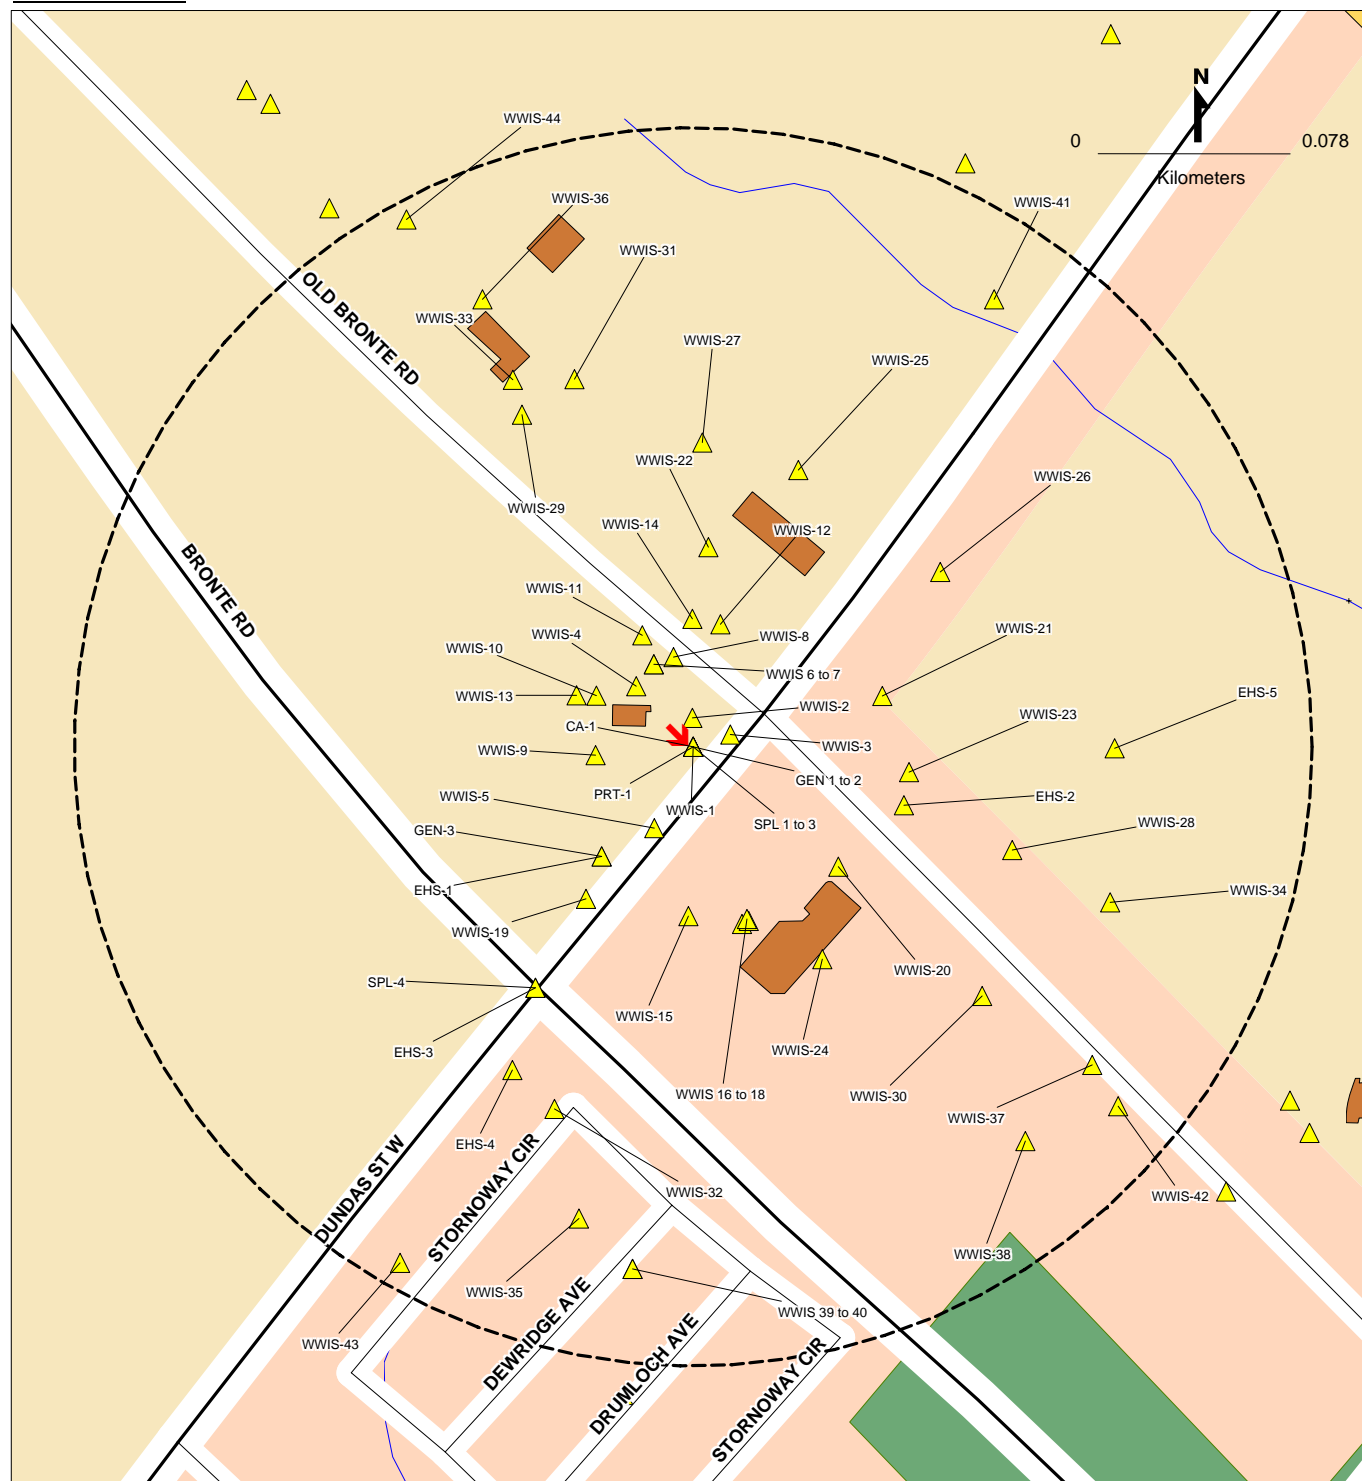 N
0
0.078
Kilometers
WWIS-44
WWIS-36
WWIS-41
WWIS-31
OLD BRONTE RD
WWIS-33
WWIS-27
WWIS-25
WWIS-22
WWIS-26
WWIS-29
WWIS-14
WWIS-12
BRONTE RD
WWIS-11
WWIS-4
WWIS-8
WWIS-21
WWIS-10
WWIS 6 to 7
WWIS-13
WWIS-2
EHS-5
CA-1
WWIS-23
WWIS-9
WWIS-3
GEN 1 to 2
PRT-1
WWIS-5
WWIS-1
EHS-2
SPL 1 to 3
WWIS-28
GEN-3
EHS-1
WWIS-34
WWIS-19
WWIS-20
SPL-4
WWIS-15
EHS-3
WWIS-24
WWIS 16 to 18
WWIS-30
WWIS-37
EHS-4
WWIS-32
WWIS-42
DUNDAS ST W
STORNOWAY CIR
WWIS-38
WWIS-35
WWIS 39 to 40
WWIS-43
DEWRIDGE AVE
DRUMLOCH AVE
STORNOWAY CIR